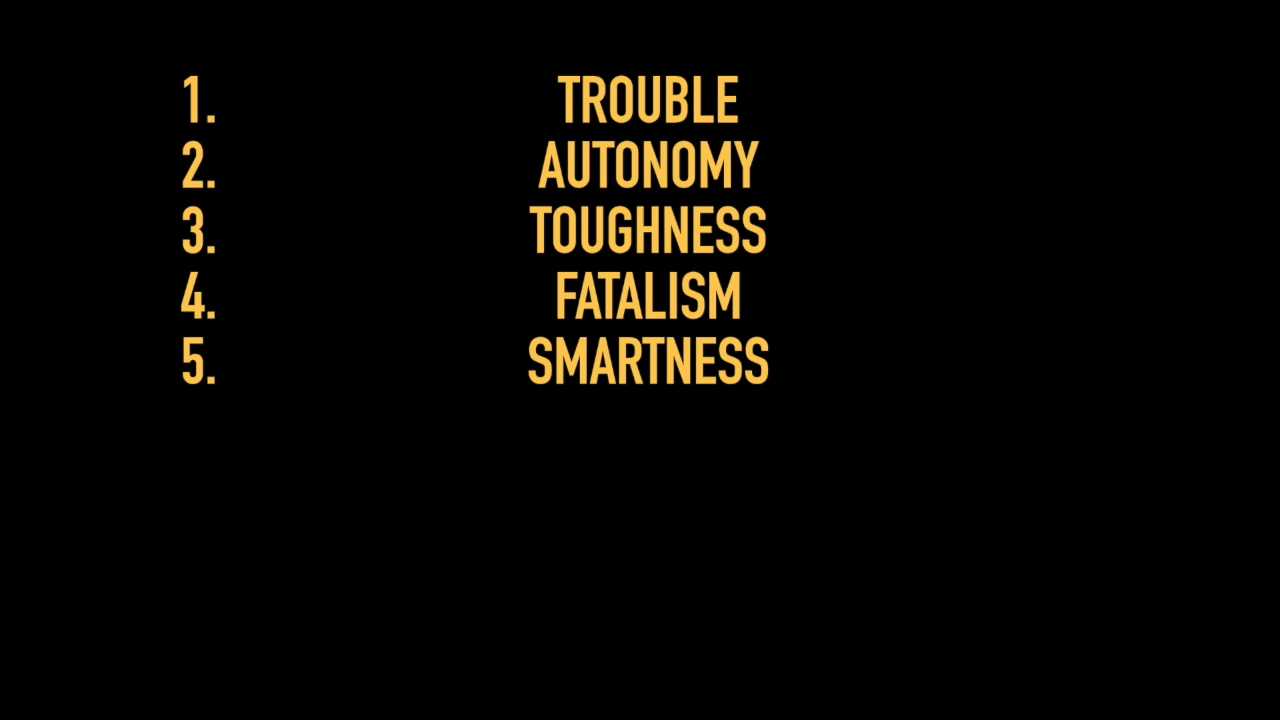 1. TROUBLE
2. AUTONOMY
3. TOUGHNESS
4. FATALISM
5. SMARTNESS